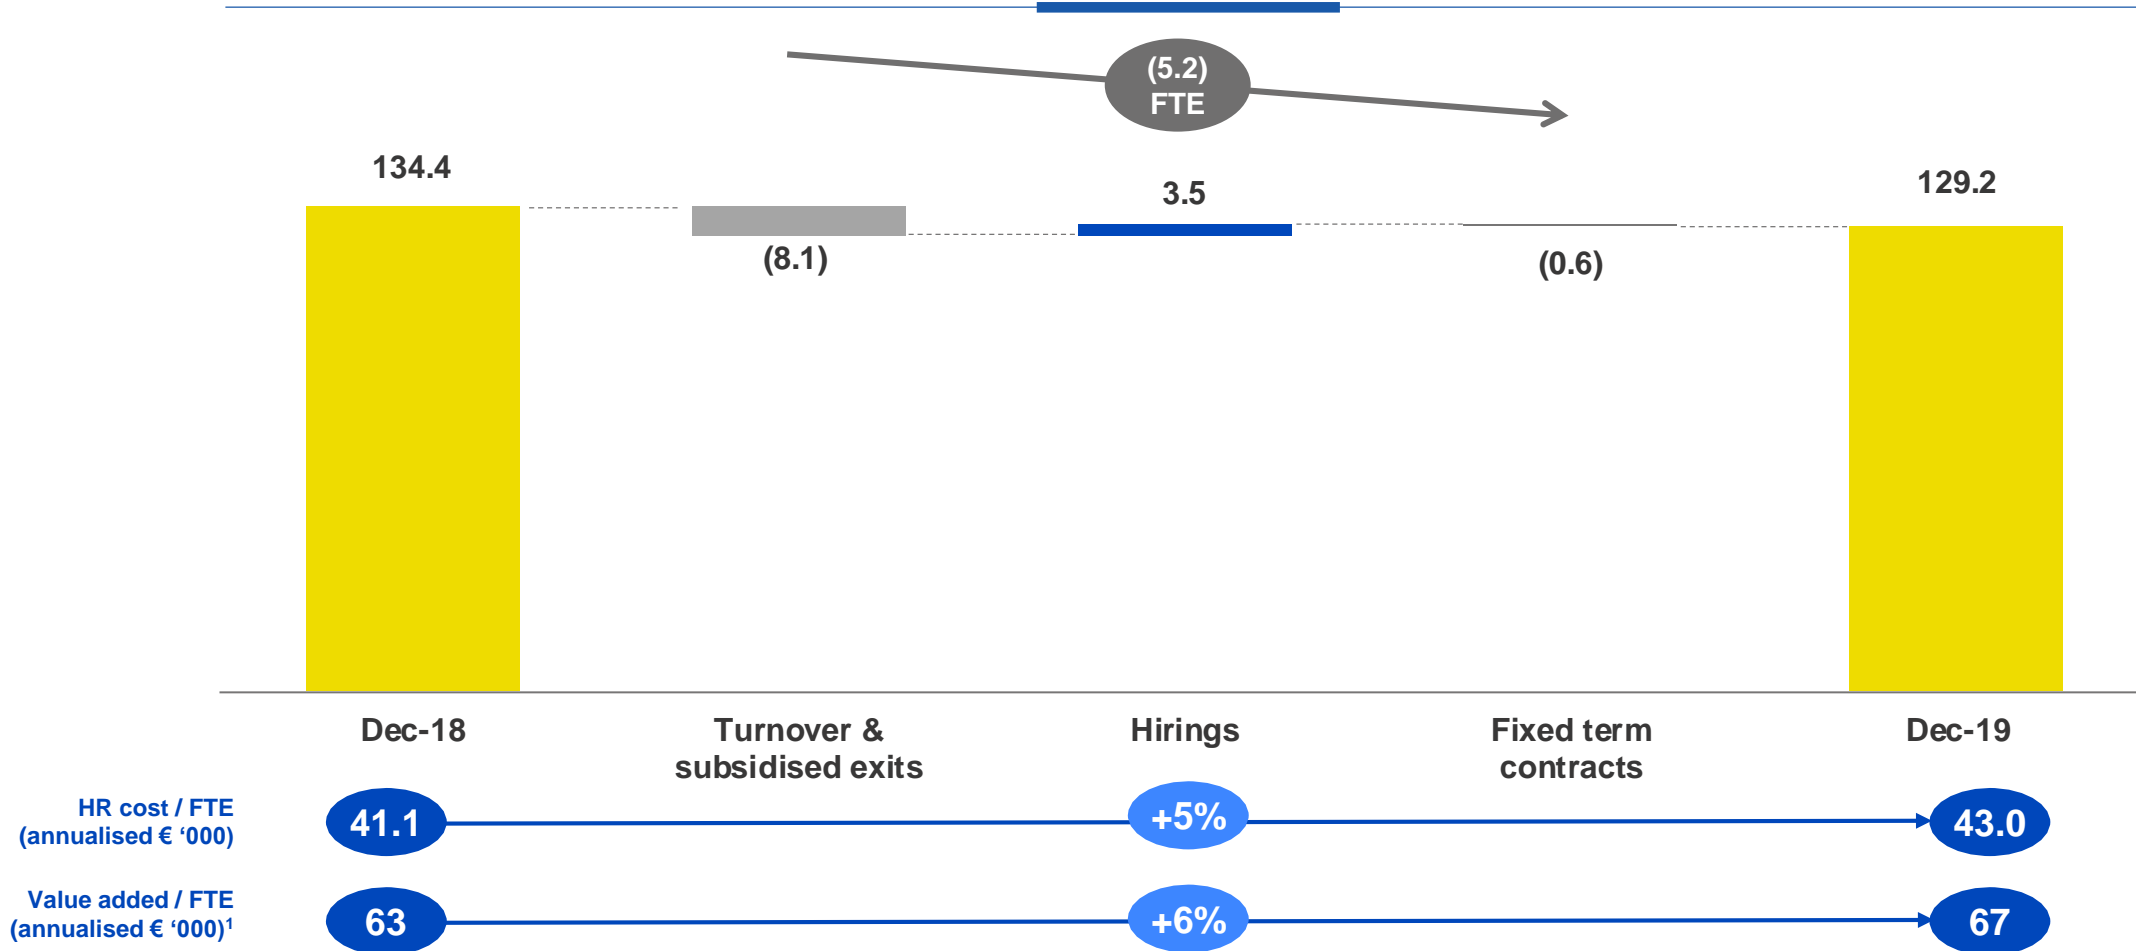 (5.2)
FTE
134.4
(8.1)
3.5
(0.6)
129.2
Dec-18
Turnover &
subsidised exits
Hirings
Fixed term
contracts
Dec-19
HR cost / FTE
(annualised € ‘000)
41.1
+5%
43.0
Value added / FTE
(annualised € ‘000)¹
63
+6%
67